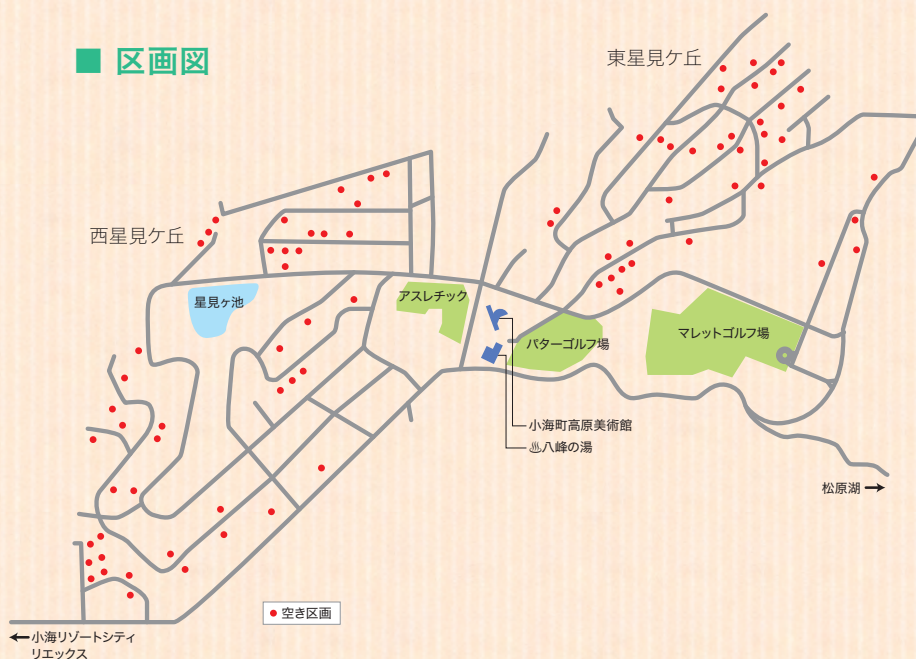 ■ 区画図
東星見ケ丘
西星見ケ丘
星見ヶ池
アスレチック
パターゴルフ場
マレットゴルフ場
小海町高原美術館
♨八峰の湯
松原湖 →
● 空き区画
←小海リゾートシティ
リエックス